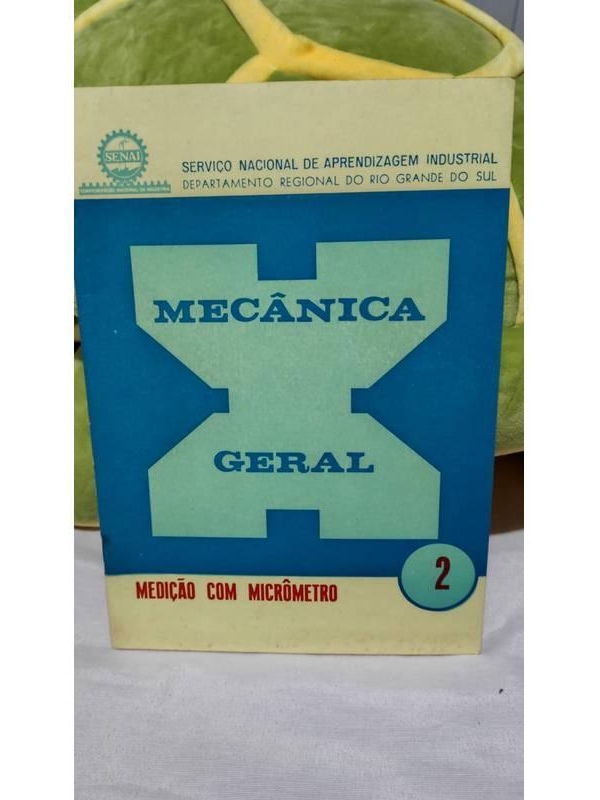 SENAI
SERVIÇO NACIONAL DE APRENDIZAGEM INDUSTRIAL
DEPARTAMENTO REGIONAL DO RIO GRANDE DO SUL
MECÂNICA
GERAL
2
MEDIÇÃO COM MICRÔMETRO